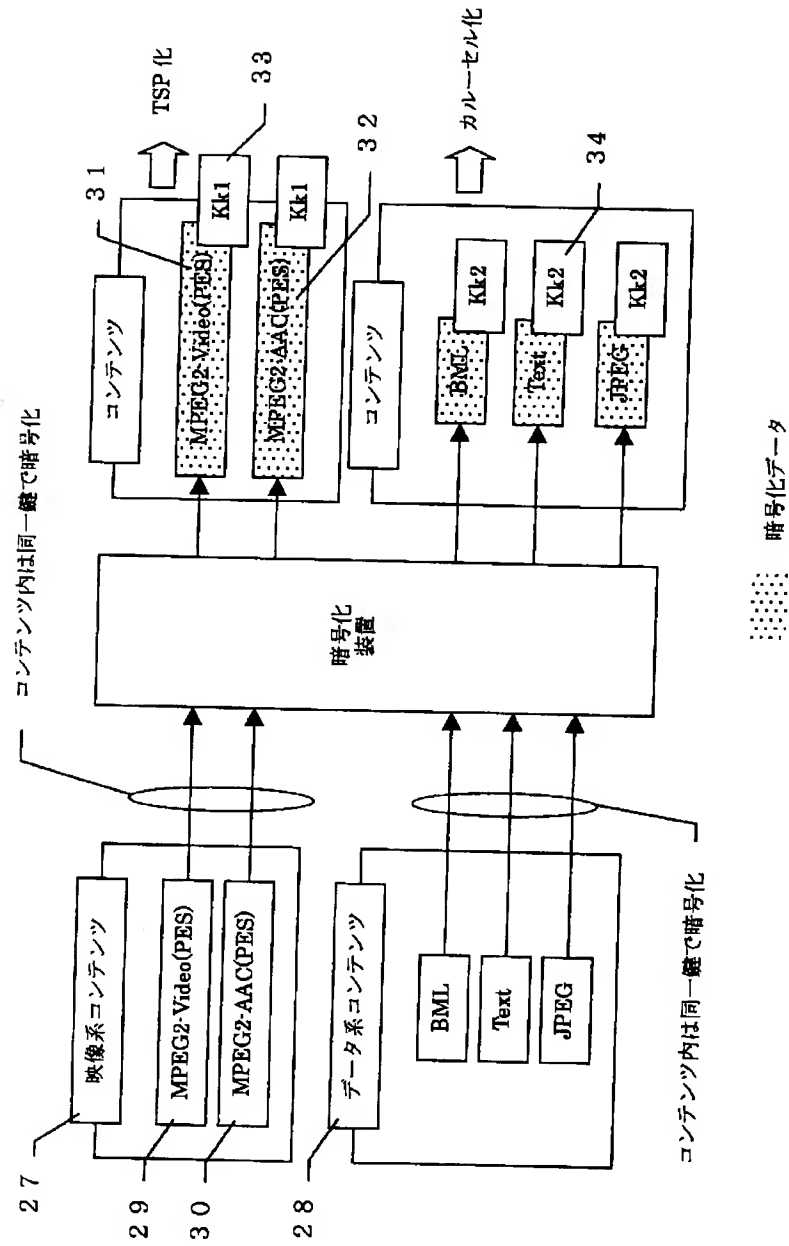 コンテンツ内は同一鍵で暗号化
27
映像系コンテンツ
29
MPEG2-Video(PES)
30
MPEG2-AAC(PES)
28
データ系コンテンツ
BML
Text
JPEG
コンテンツ内は同一鍵で暗号化
暗号化
装置
コンテンツ
31
TSP化
MPEG2-Video(PES)
Kk1
33
MPEG2-AAC(PES)
Kk1
32
コンテンツ
カルーセル化
BML
Kk2
Text
Kk2
34
JPEG
Kk2
暗号化データ